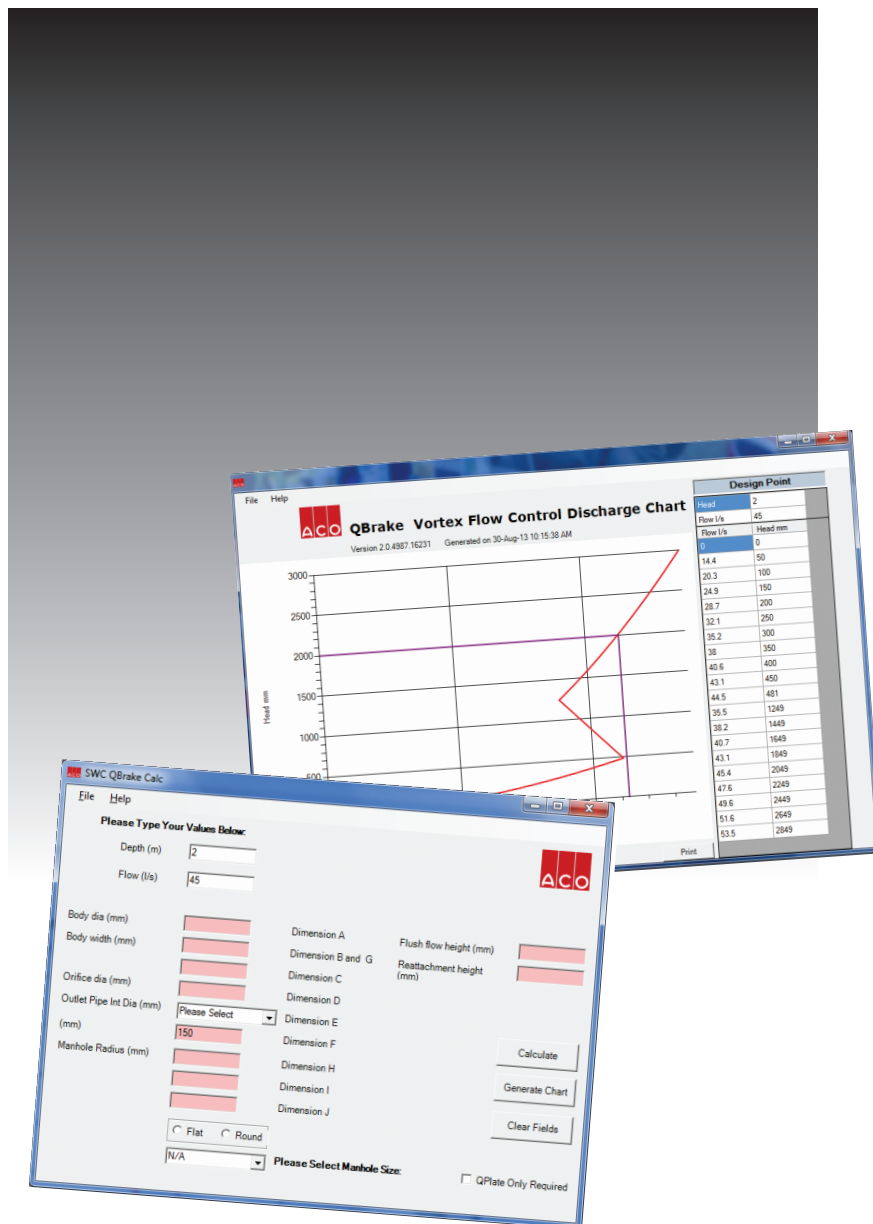 File Help
ACO
QBrake Vortex Flow Control Discharge Chart
Version 2.0.4987.16231 Generated on 30-Aug-13 10:15:38 AM
3000
2500
2000
1500
1000
500
Head mm
Design Point
Head 2
Flow l/s 45
Flow l/s Head mm
0 0
14.4 50
20.3 100
24.9 150
28.7 200
32.1 250
35.2 300
38 350
40.6 400
43.1 450
44.5 481
35.5 1249
38.2 1449
40.7 1649
43.1 1849
45.4 2049
47.6 2249
49.6 2449
51.6 2649
53.5 2849
Print
SWC QBrake Calc
File Help
Please Type Your Values Below:
Depth (m) 2
Flow (l/s) 45
ACO
Body dia (mm) Dimension A Flush flow height (mm)
Body width (mm) Dimension B and G Reattachment height (mm)
Dimension C
Orifice dia (mm) Dimension D
Outlet Pipe Int Dia (mm) Please Select Dimension E
(mm) 150 Dimension F
Manhole Radius (mm) Dimension H
Dimension I
Dimension J
Calculate
Generate Chart
Clear Fields
Flat Round
N/A Please Select Manhole Size:
QPlate Only Required